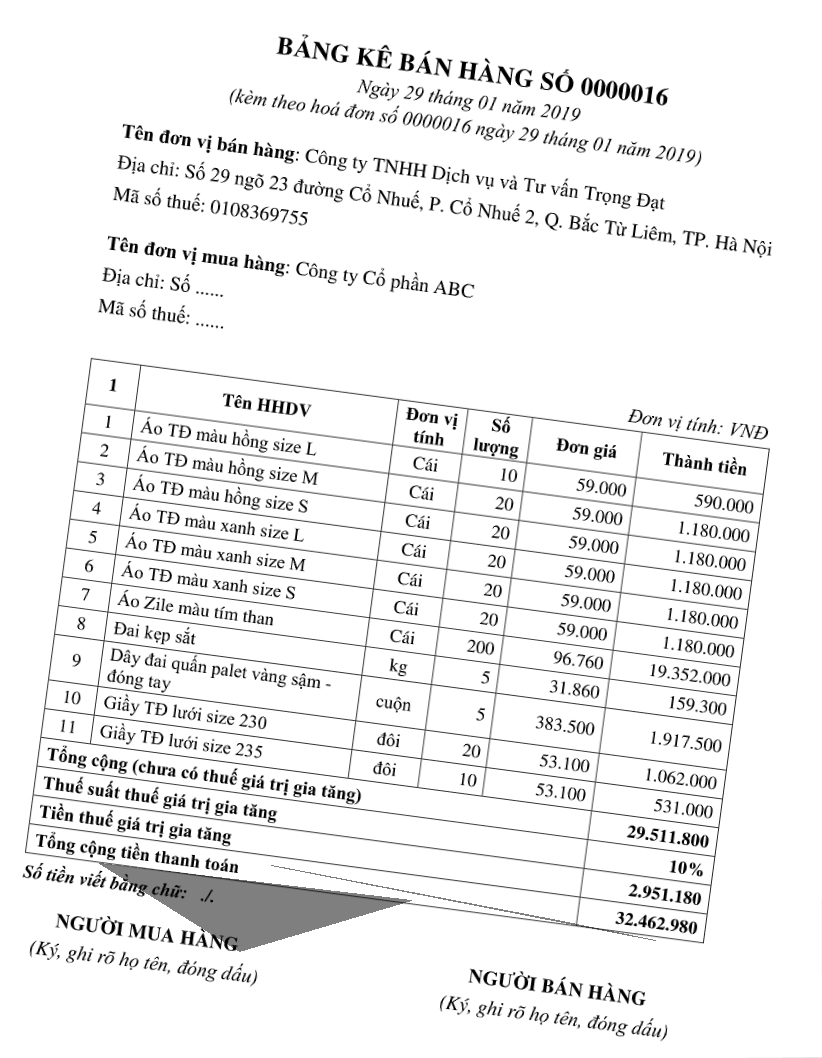 BẢNG KÊ BÁN HÀNG SỐ 0000016
Ngày 29 tháng 01 năm 2019
(kèm theo hoá đơn số 0000016 ngày 29 tháng 01 năm 2019)
Tên đơn vị bán hàng: Công ty TNHH Dịch vụ và Tư vấn Trọng Đạt
Địa chỉ: Số 29 ngõ 23 đường Cổ Nhuế, P. Cổ Nhuế 2, Q. Bắc Từ Liêm, TP. Hà Nội
Mã số thuế: 0108369755
Tên đơn vị mua hàng: Công ty Cổ phần ABC
Địa chỉ: Số ......
Mã số thuế: ......
Đơn vị tính: VNĐ
1 Tên HHDV Đơn vị tính Số lượng Đơn giá Thành tiền
1 Áo TĐ màu hồng size L Cái 10 59.000 590.000
2 Áo TĐ màu hồng size M Cái 20 59.000 1.180.000
3 Áo TĐ màu hồng size S Cái 20 59.000 1.180.000
4 Áo TĐ màu xanh size L Cái 20 59.000 1.180.000
5 Áo TĐ màu xanh size M Cái 20 59.000 1.180.000
6 Áo TĐ màu xanh size S Cái 20 59.000 1.180.000
7 Áo Zile màu tím than Cái 200 96.760 19.352.000
8 Đai kẹp sắt kg 5 31.860 159.300
9 Dây đai quấn palet vàng sậm - đóng tay cuộn 5 383.500 1.917.500
10 Giầy TĐ lưới size 230 đôi 20 53.100 1.062.000
11 Giầy TĐ lưới size 235 đôi 10 53.100 531.000
Tổng cộng (chưa có thuế giá trị gia tăng) 29.511.800
Thuế suất thuế giá trị gia tăng 10%
Tiền thuế giá trị gia tăng 2.951.180
Tổng cộng tiền thanh toán 32.462.980
Số tiền viết bằng chữ: ./.
NGƯỜI MUA HÀNG
(Ký, ghi rõ họ tên, đóng dấu)
NGƯỜI BÁN HÀNG
(Ký, ghi rõ họ tên, đóng dấu)